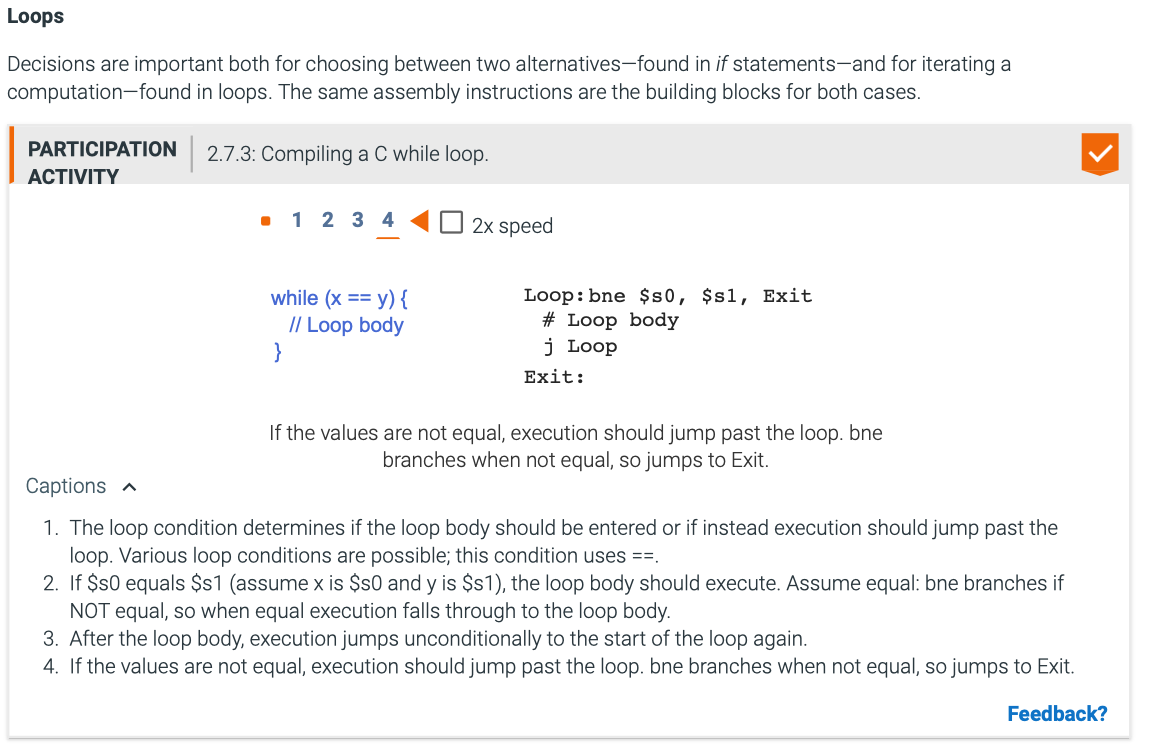 Loops
Decisions are important both for choosing between two alternatives—found in if statements—and for iterating a
computation—found in loops. The same assembly instructions are the building blocks for both cases.
PARTICIPATION
ACTIVITY
2.7.3: Compiling a C while loop.
1 2 3 4 2x speed
while (x == y) {
// Loop body
}
Loop:bne $s0, $s1, Exit
# Loop body
j Loop
Exit:
If the values are not equal, execution should jump past the loop. bne
branches when not equal, so jumps to Exit.
Captions
1. The loop condition determines if the loop body should be entered or if instead execution should jump past the
loop. Various loop conditions are possible; this condition uses ==.
2. If $s0 equals $s1 (assume x is $s0 and y is $s1), the loop body should execute. Assume equal: bne branches if
NOT equal, so when equal execution falls through to the loop body.
3. After the loop body, execution jumps unconditionally to the start of the loop again.
4. If the values are not equal, execution should jump past the loop. bne branches when not equal, so jumps to Exit.
Feedback?